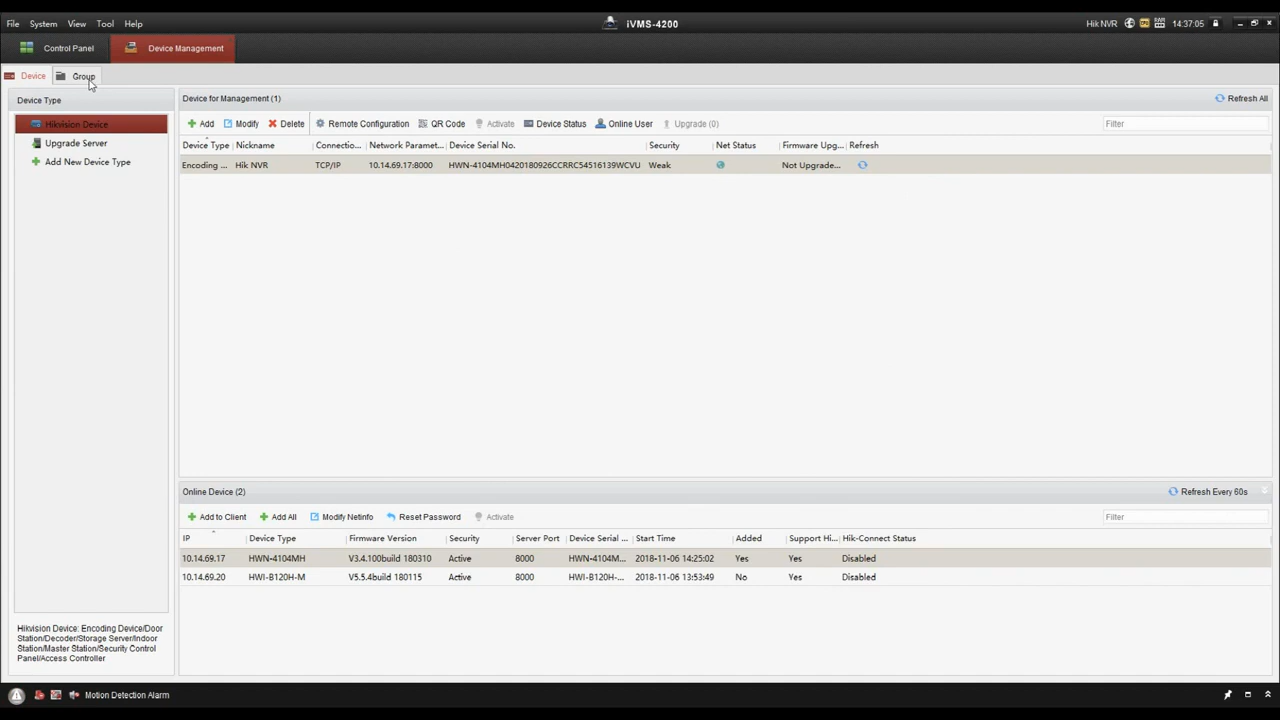 File System View Tool Help iVMS-4200 Hik NVR 14:37:05
Control Panel Device Management
Device Group
Device Type
Hikvision Device
Upgrade Server
Add New Device Type
Hikvision Device: Encoding Device/Door
Station/Decoder/Storage Server/Indoor
Station/Master Station/Security Control
Panel/Access Controller
Device for Management (1) Refresh All
Add Modify Delete Remote Configuration QR Code Activate Device Status Online User Upgrade (0) Filter
Device Type Nickname Connectio... Network Paramet... Device Serial No. Security Net Status Firmware Upg... Refresh
Encoding ... Hik NVR TCP/IP 10.14.69.17:8000 HWN-4104MH0420180926CCRRC54516139WCVU Weak Not Upgrade...
Online Device (2) Refresh Every 60s
Add to Client Add All Modify Netinfo Reset Password Activate Filter
IP Device Type Firmware Version Security Server Port Device Serial ... Start Time Added Support Hi... Hik-Connect Status
10.14.69.17 HWN-4104MH V3.4.100build 180310 Active 8000 HWN-4104M... 2018-11-06 14:25:02 Yes Yes Disabled
10.14.69.20 HWI-B120H-M V5.5.4build 180115 Active 8000 HWI-B120H-... 2018-11-06 13:53:49 No Yes Disabled
Motion Detection Alarm